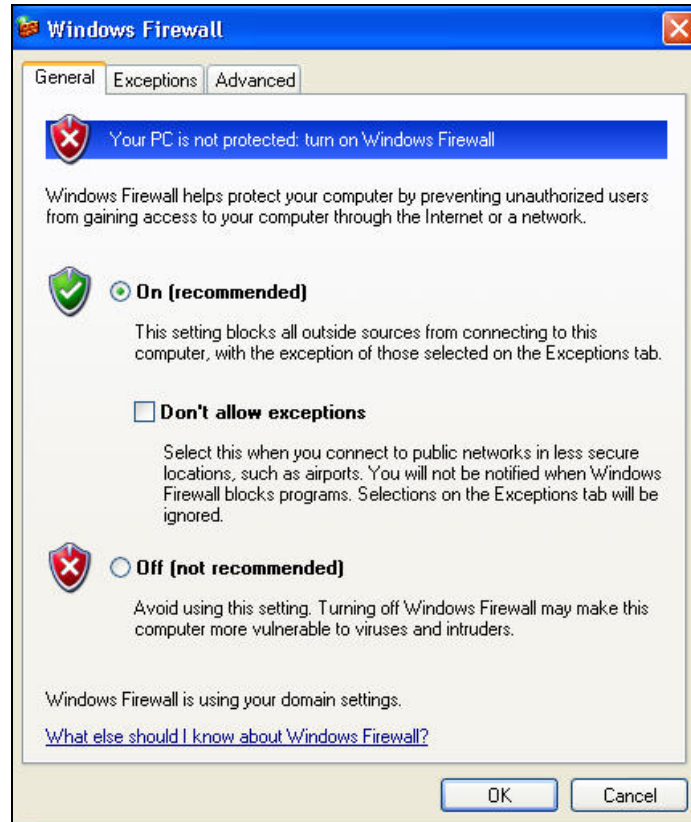 Windows Firewall
General Exceptions Advanced
Your PC is not protected: turn on Windows Firewall
Windows Firewall helps protect your computer by preventing unauthorized users
from gaining access to your computer through the Internet or a network.
On (recommended)
This setting blocks all outside sources from connecting to this
computer, with the exception of those selected on the Exceptions tab.
Don't allow exceptions
Select this when you connect to public networks in less secure
locations, such as airports. You will not be notified when Windows
Firewall blocks programs. Selections on the Exceptions tab will be
ignored.
Off (not recommended)
Avoid using this setting. Turning off Windows Firewall may make this
computer more vulnerable to viruses and intruders.
Windows Firewall is using your domain settings.
What else should I know about Windows Firewall?
OK Cancel